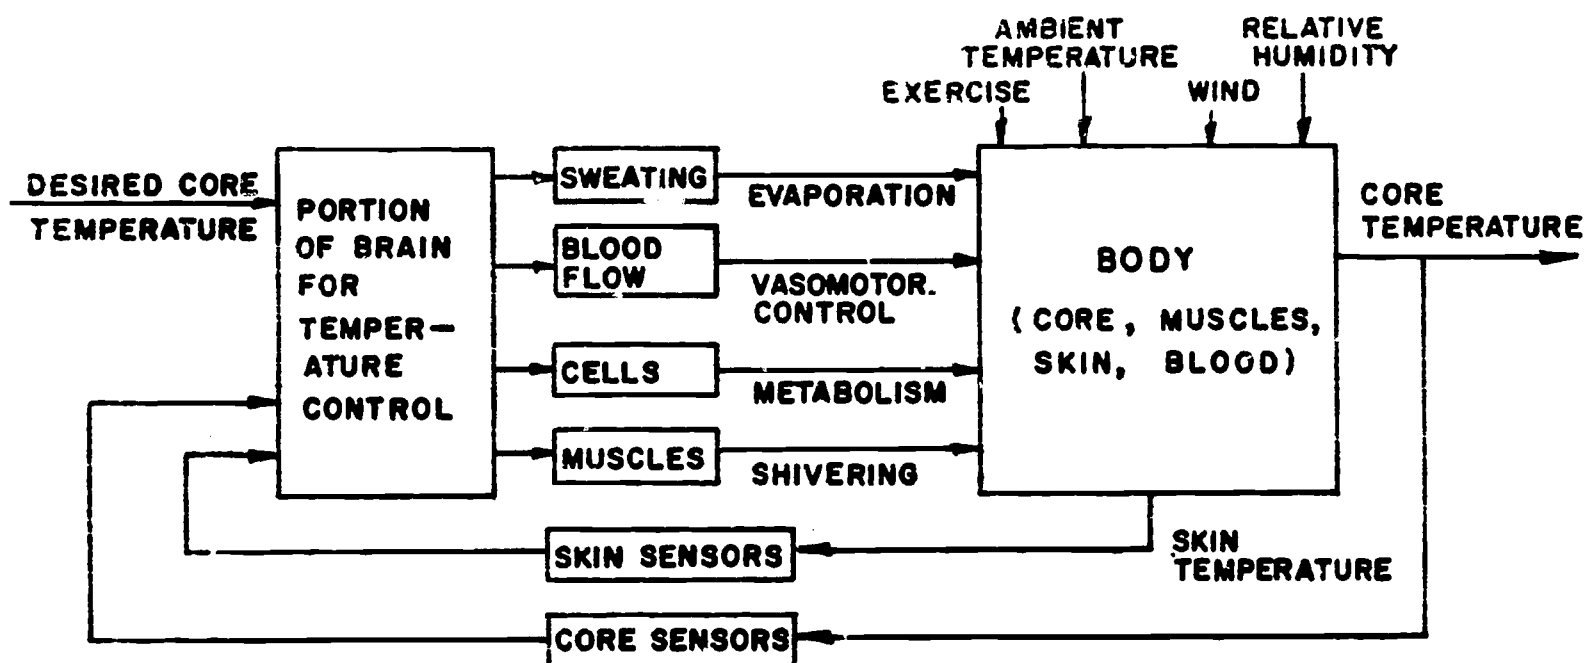 AMBIENT
TEMPERATURE
RELATIVE
HUMIDITY
EXERCISE
WIND
DESIRED CORE
TEMPERATURE
PORTION
OF BRAIN
FOR
TEMPER-
ATURE
CONTROL
SWEATING
EVAPORATION
BLOOD
FLOW
VASOMOTOR.
CONTROL
CELLS
METABOLISM
MUSCLES
SHIVERING
BODY
(CORE, MUSCLES,
SKIN, BLOOD)
CORE
TEMPERATURE
SKIN SENSORS
SKIN
TEMPERATURE
CORE SENSORS